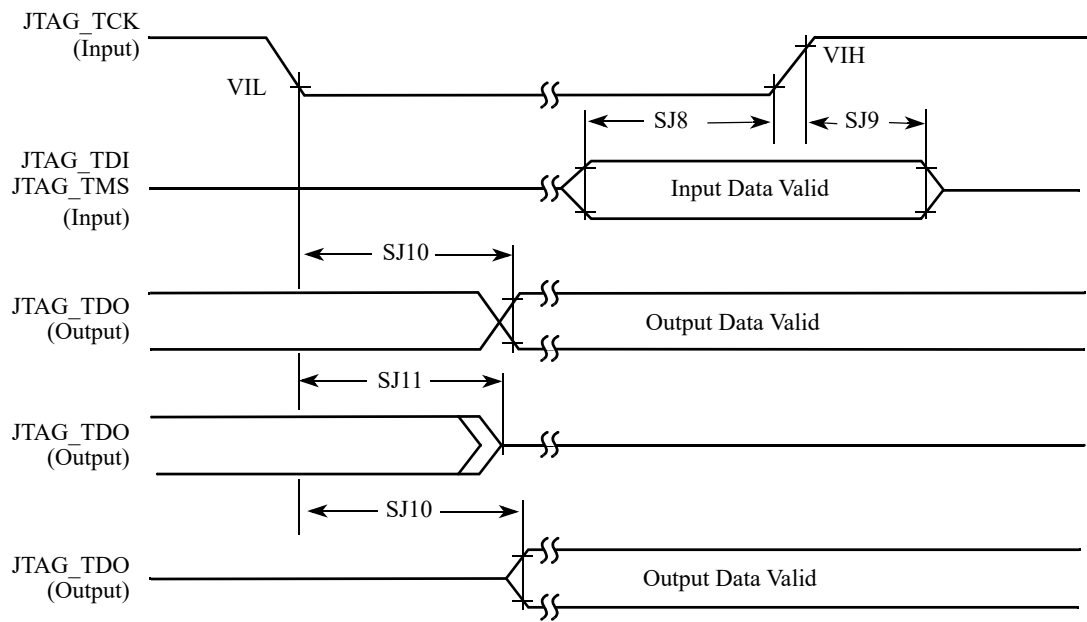 JTAG_TCK
(Input)
VIL
VIH
SJ8
SJ9
JTAG_TDI
JTAG_TMS
(Input)
Input Data Valid
SJ10
JTAG_TDO
(Output)
Output Data Valid
SJ11
JTAG_TDO
(Output)
SJ10
JTAG_TDO
(Output)
Output Data Valid